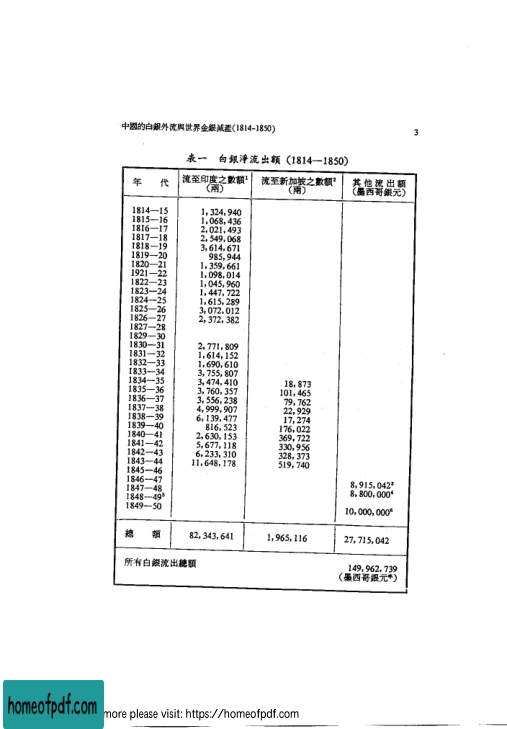 中國的白銀外流與世界金銀減產(1814-1850)
3
表一 白銀淨流出額 (1814—1850)
年 代 流至印度之數額¹(兩) 流至新加坡之數額²(兩) 其他流出額(墨西哥銀元)
1814—15 1,324,940
1815—16 1,068,436
1816—17 2,021,493
1817—18 2,549,068
1818—19 3,614,671
1819—20 985,944
1820—21 1,359,661
1921—22 1,098,014
1822—23 1,045,960
1823—24 1,447,722
1824—25 1,615,289
1825—26 3,072,012
1826—27 2,372,382
1827—28
1829—30
1830—31 2,771,809
1831—32 1,614,152
1832—33 1,690,610
1833—34 3,755,807
1834—35 3,474,410 18,873
1835—36 3,760,357 101,465
1836—37 3,556,238 79,762
1837—38 4,999,907 22,929
1838—39 6,139,477 17,274
1839—40 816,523 176,022
1840—41 2,630,153 369,722
1841—42 5,677,118 330,956
1842—43 6,233,310 328,373
1843—44 11,648,178 519,740
1845—46
1846—47
1847—48 8,915,042³
1848—49⁵ 8,800,000⁴
1849—50 10,000,000⁶
總 額 82,343,641 1,965,116 27,715,042
所有白銀流出總額 149,962,739
(墨西哥銀元*)
homeofpdf.com
more please visit: https://homeofpdf.com